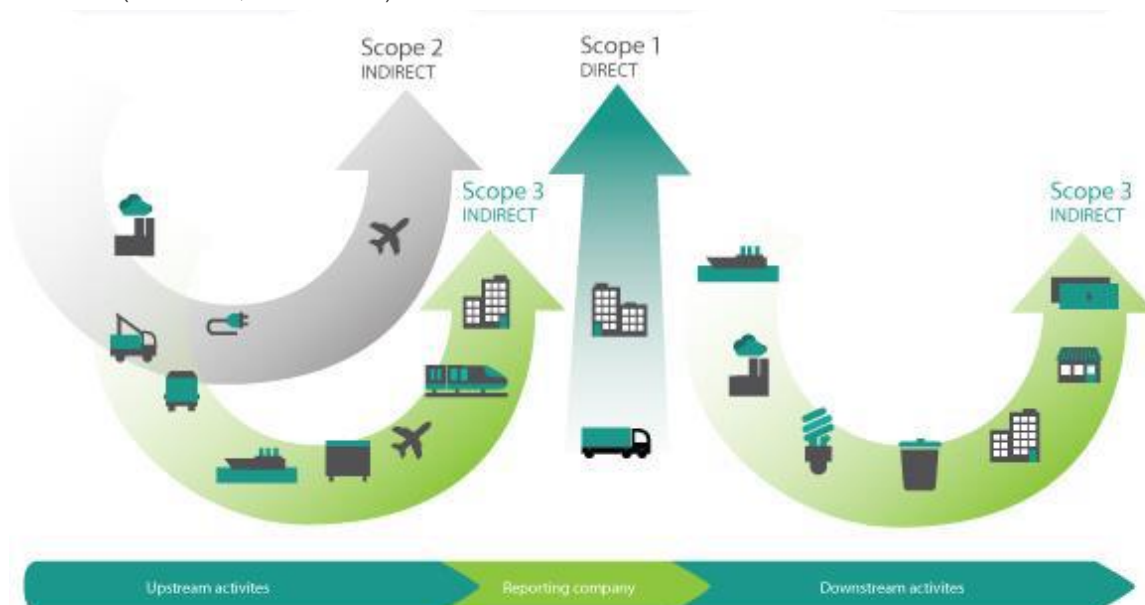 Scope 2
INDIRECT
Scope 1
DIRECT
Scope 3
INDIRECT
Scope 3
INDIRECT
Upstream activites
Reporting company
Downstream activites